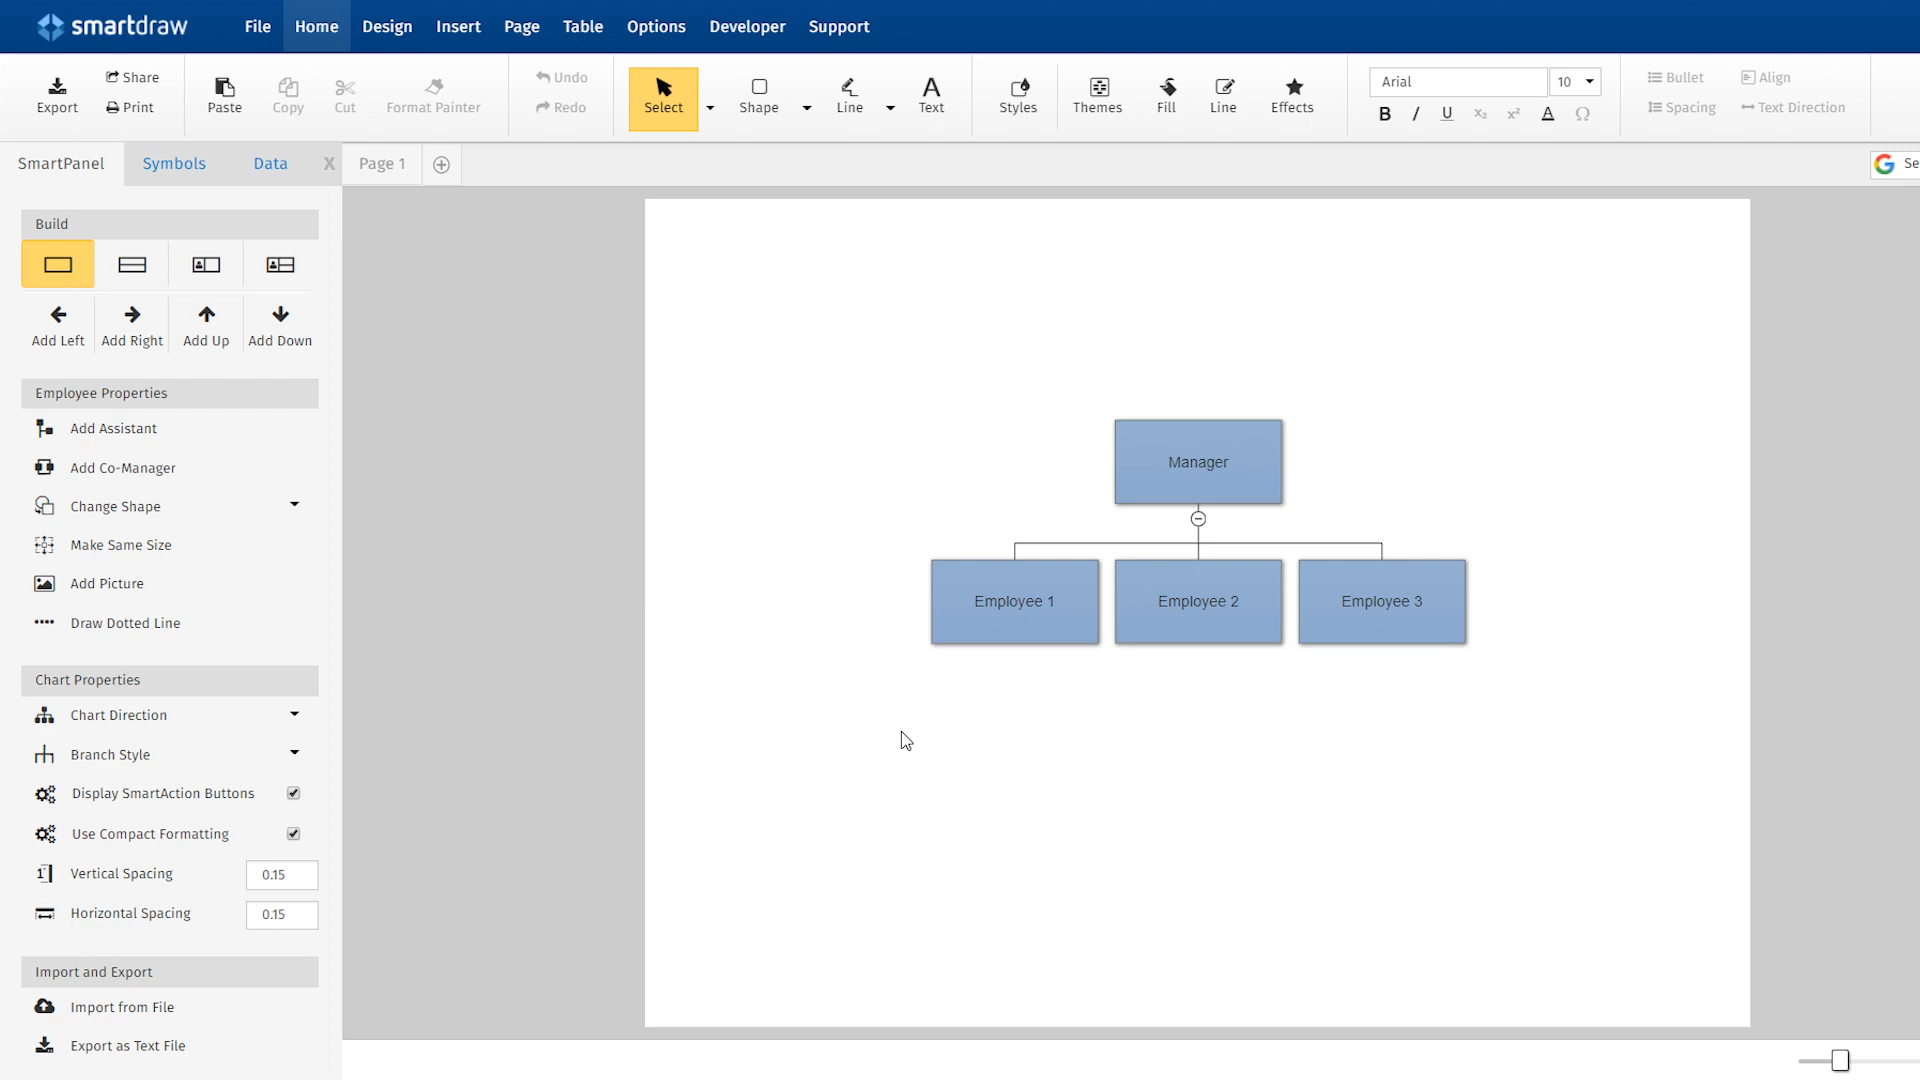 smartdraw
File Home Design Insert Page Table Options Developer Support
Export Share Print Paste Copy Cut Format Painter Undo Redo Select Shape Line Text Styles Themes Fill Line Effects Arial 10 B I U X₂ X² A Ω Bullet Spacing Align Text Direction
SmartPanel Symbols Data X Page 1 Se
Build
Add Left Add Right Add Up Add Down
Employee Properties
Add Assistant
Add Co-Manager
Change Shape
Make Same Size
Add Picture
Draw Dotted Line
Chart Properties
Chart Direction
Branch Style
Display SmartAction Buttons
Use Compact Formatting
Vertical Spacing 0.15
Horizontal Spacing 0.15
Import and Export
Import from File
Export as Text File
Manager
Employee 1 Employee 2 Employee 3